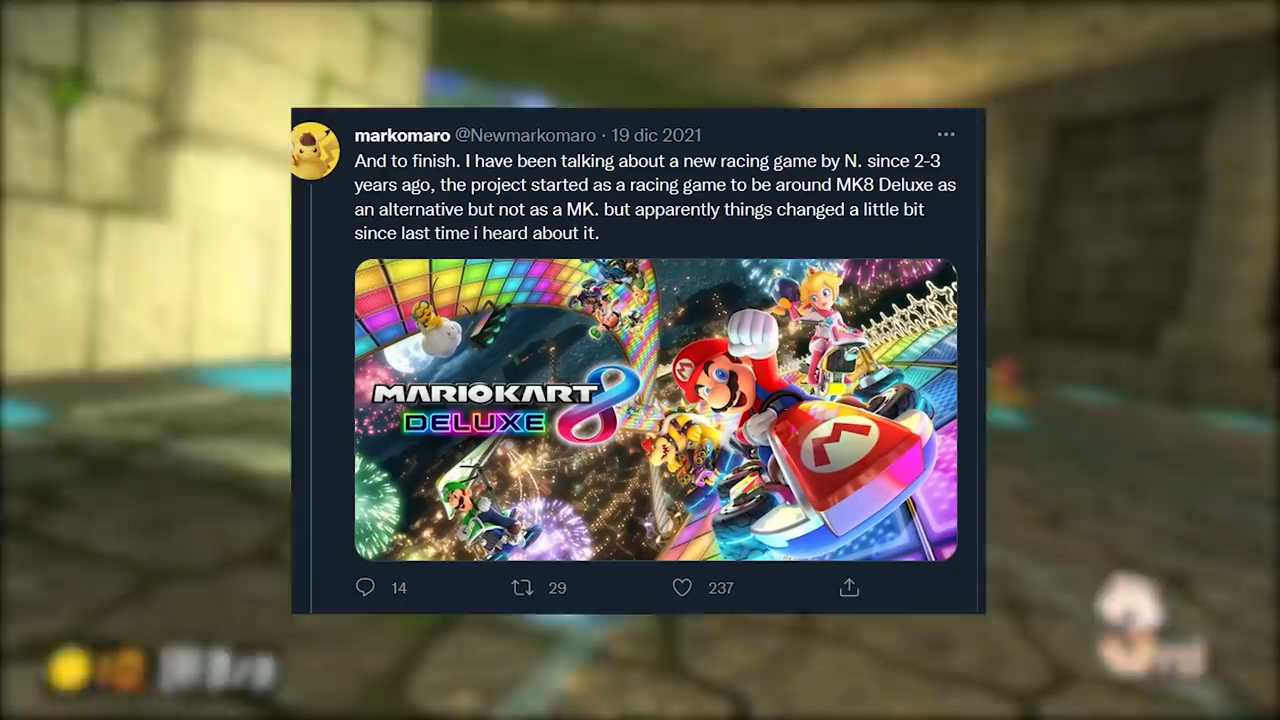 markomaro @Newmarkomaro · 19 dic 2021
And to finish. I have been talking about a new racing game by N. since 2-3
years ago, the project started as a racing game to be around MK8 Deluxe as
an alternative but not as a MK. but apparently things changed a little bit
since last time i heard about it.
MARIOKART 8
DELUXE
14 29 237
3rd